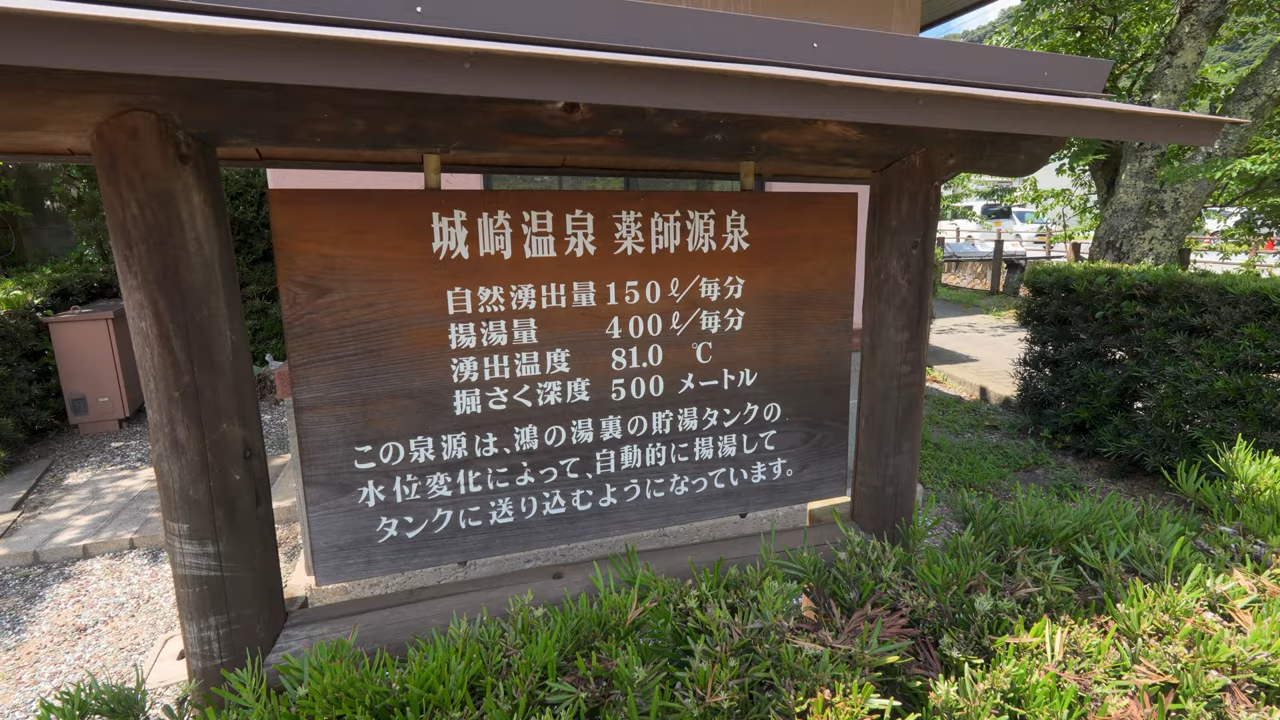 城崎温泉 薬師源泉
自然湧出量 150ℓ/毎分
揚湯量 400ℓ/毎分
湧出温度 81.0 ℃
掘さく深度 500 メートル
この泉源は、鴻の湯裏の貯湯タンクの
水位変化によって、自動的に揚湯して
タンクに送り込むようになっています。